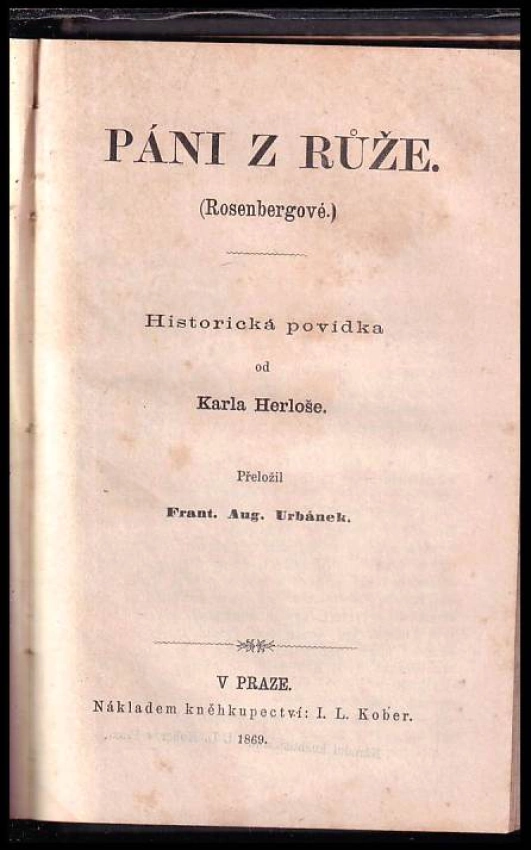 PÁNI Z RŮŽE.
(Rosenbergové.)
Historická povídka
od
Karla Herloše.
Přeložil
Frant. Aug. Urbánek.
V PRAZE.
Nákladem kněhkupectví: I. L. Kober.
1869.